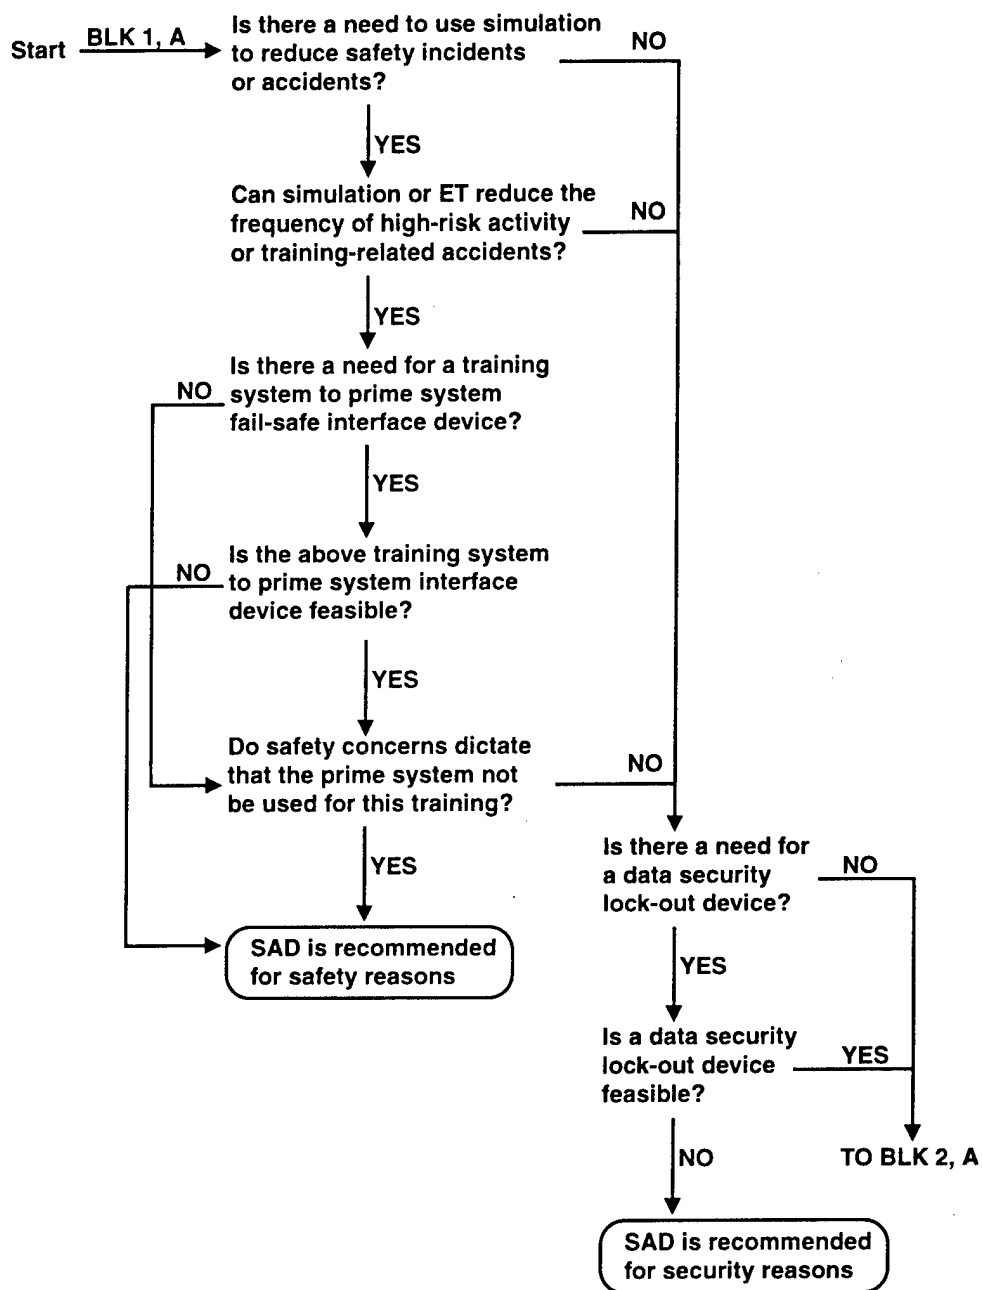 Start
BLK 1, A
Is there a need to use simulation
to reduce safety incidents
or accidents?
NO
YES
Can simulation or ET reduce the
frequency of high-risk activity
or training-related accidents?
NO
YES
Is there a need for a training
system to prime system
fail-safe interface device?
NO
YES
Is the above training system
to prime system interface
device feasible?
NO
YES
Do safety concerns dictate
that the prime system not
be used for this training?
NO
YES
SAD is recommended
for safety reasons
Is there a need for
a data security
lock-out device?
NO
YES
Is a data security
lock-out device
feasible?
YES
NO
TO BLK 2, A
SAD is recommended
for security reasons